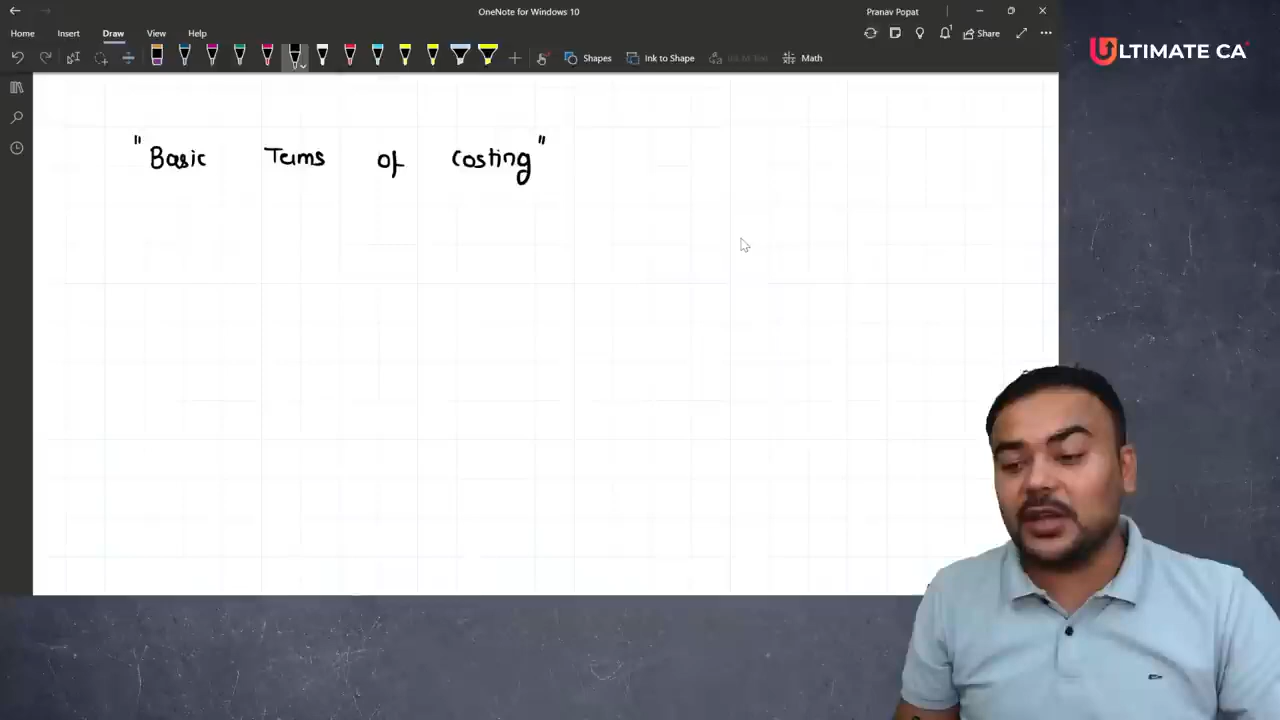 OneNote for Windows 10
Pranav Popat
Home Insert Draw View Help
Share
Shapes Ink to Shape Math
ULTIMATE CA
"Basic Terms of Costing"